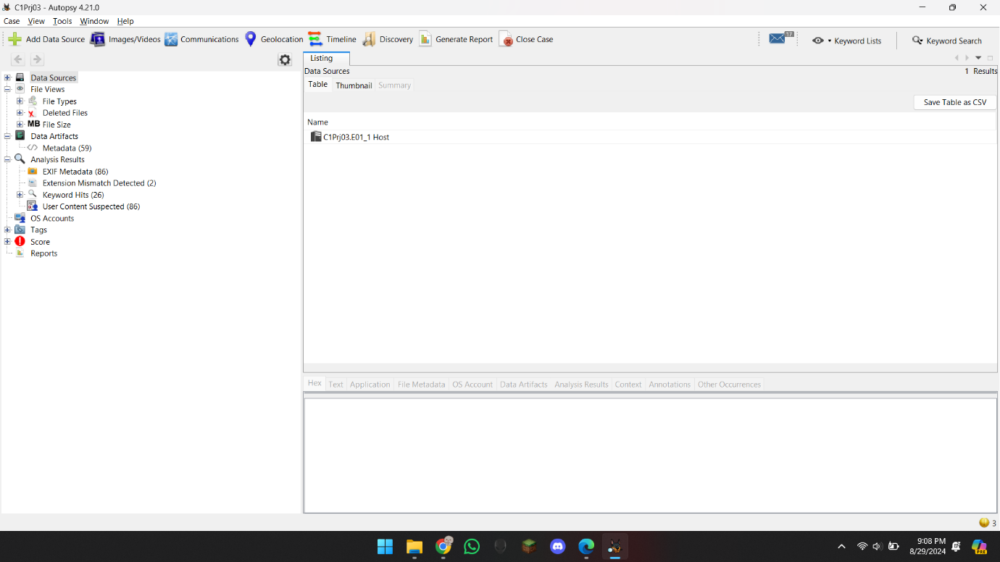 C1Prj03 - Autopsy 4.21.0
Case View Tools Window Help
Add Data Source Images/Videos Communications Geolocation Timeline Discovery Generate Report Close Case 12 Keyword Lists Keyword Search
Listing
Data Sources 1 Results
Table Thumbnail Summary
Save Table as CSV
Name
C1Prj03.E01_1 Host
Data Sources
File Views
File Types
Deleted Files
MB File Size
Data Artifacts
Metadata (59)
Analysis Results
EXIF Metadata (86)
Extension Mismatch Detected (2)
Keyword Hits (26)
User Content Suspected (86)
OS Accounts
Tags
Score
Reports
Hex Text Application File Metadata OS Account Data Artifacts Analysis Results Context Annotations Other Occurrences
3
9:08 PM
8/29/2024
PRE